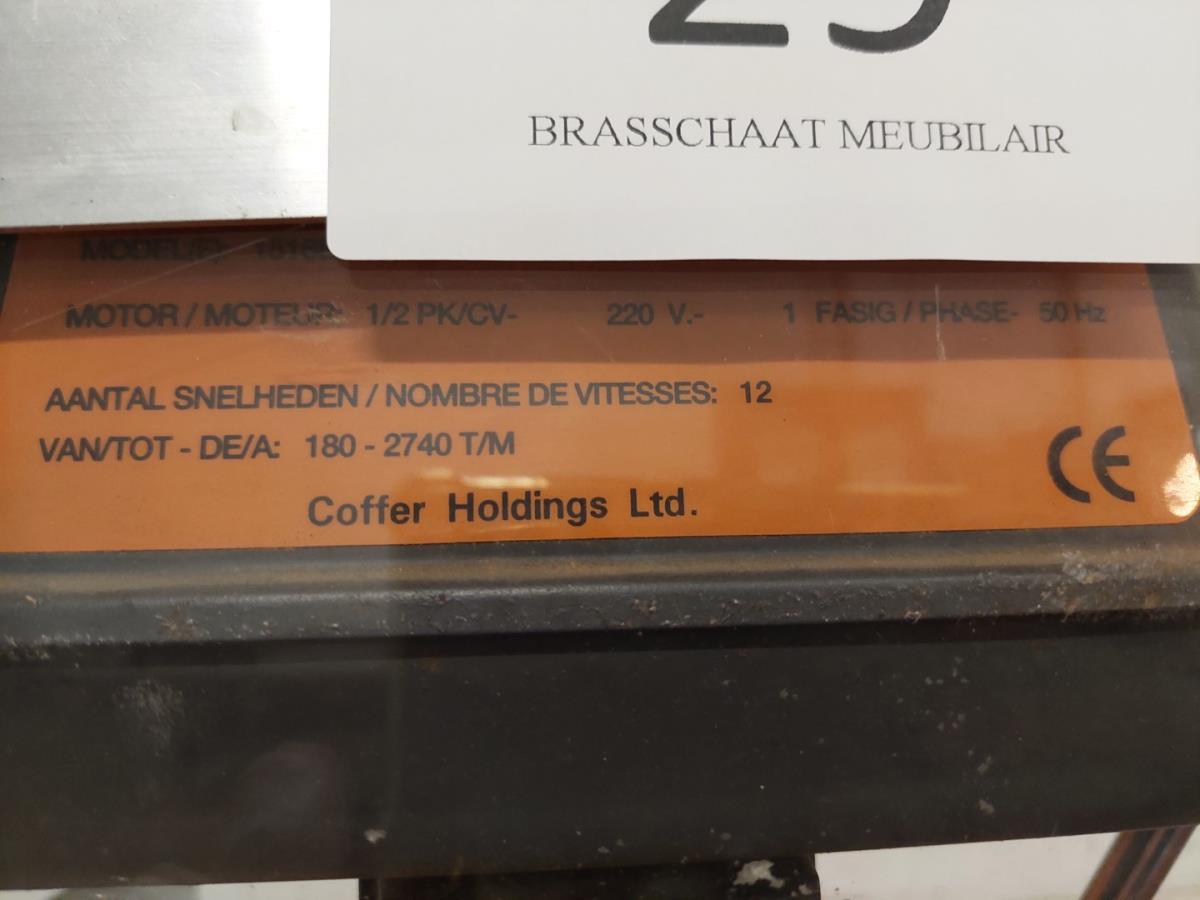 BRASSCHAAT MEUBILAIR
MODEL(E)-
MOTOR / MOTEUR: 1/2 PK/CV- 220 V.- 1 FASIG / PHASE- 50 Hz
AANTAL SNELHEDEN / NOMBRE DE VITESSES: 12
VAN/TOT - DE/A: 180 - 2740 T/M
CE
Coffer Holdings Ltd.